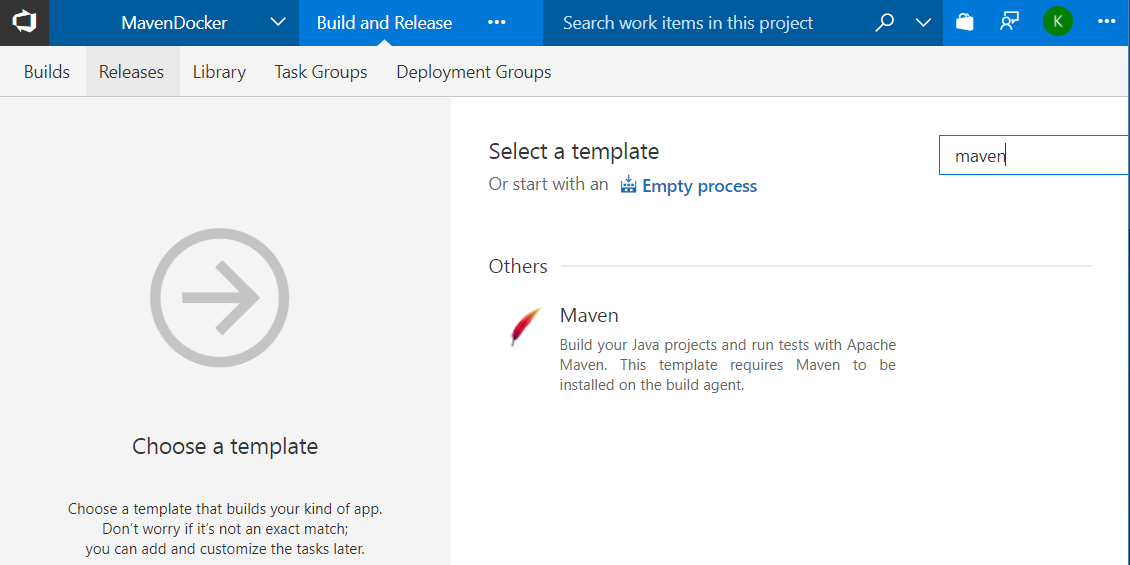 MavenDocker
Build and Release
Search work items in this project
K
Builds
Releases
Library
Task Groups
Deployment Groups
Select a template
maven
Or start with an Empty process
Others
Maven
Build your Java projects and run tests with Apache
Maven. This template requires Maven to be
installed on the build agent.
Choose a template
Choose a template that builds your kind of app.
Don't worry if it's not an exact match;
you can add and customize the tasks later.